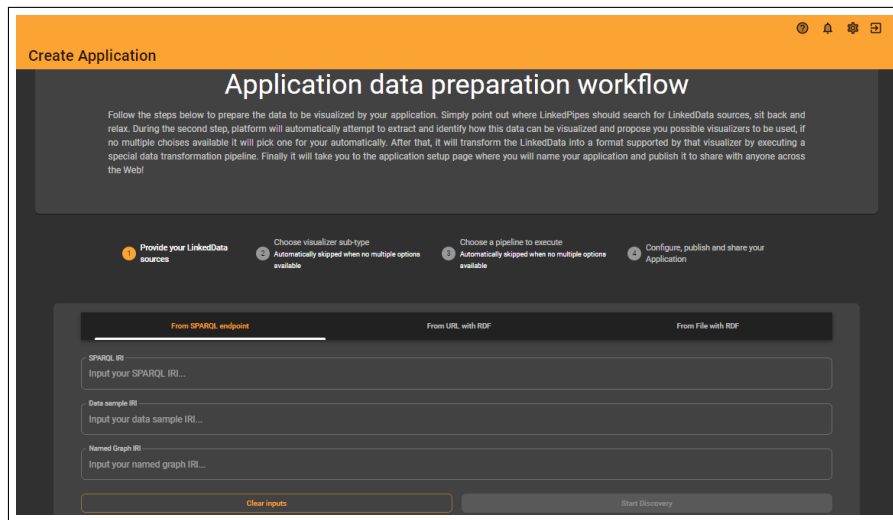 Create Application
Application data preparation workflow
Follow the steps below to prepare the data to be visualized by your application. Simply point out where LinkedPipes should search for LinkedData sources, sit back and
relax. During the second step, platform will automatically attempt to extract and identify how this data can be visualized and propose you possible visualizers to be used, if
no multiple choises available it will pick one for your automatically. After that, it will transform the LinkedData into a format supported by that visualizer by executing a
special data transformation pipeline. Finally it will take you to the application setup page where you will name your application and publish it to share with anyone across
the Web!
1 Provide your LinkedData
sources
2 Choose visualizer sub-type
Automatically skipped when no multiple options
available
3 Choose a pipeline to execute
Automatically skipped when no multiple options
available
4 Configure, publish and share your
Application
From SPARQL endpoint
From URL with RDF
From File with RDF
SPARQL IRI
Input your SPARQL IRI...
Data sample IRI
Input your data sample IRI...
Named Graph IRI
Input your named graph IRI...
Clear inputs
Start Discovery